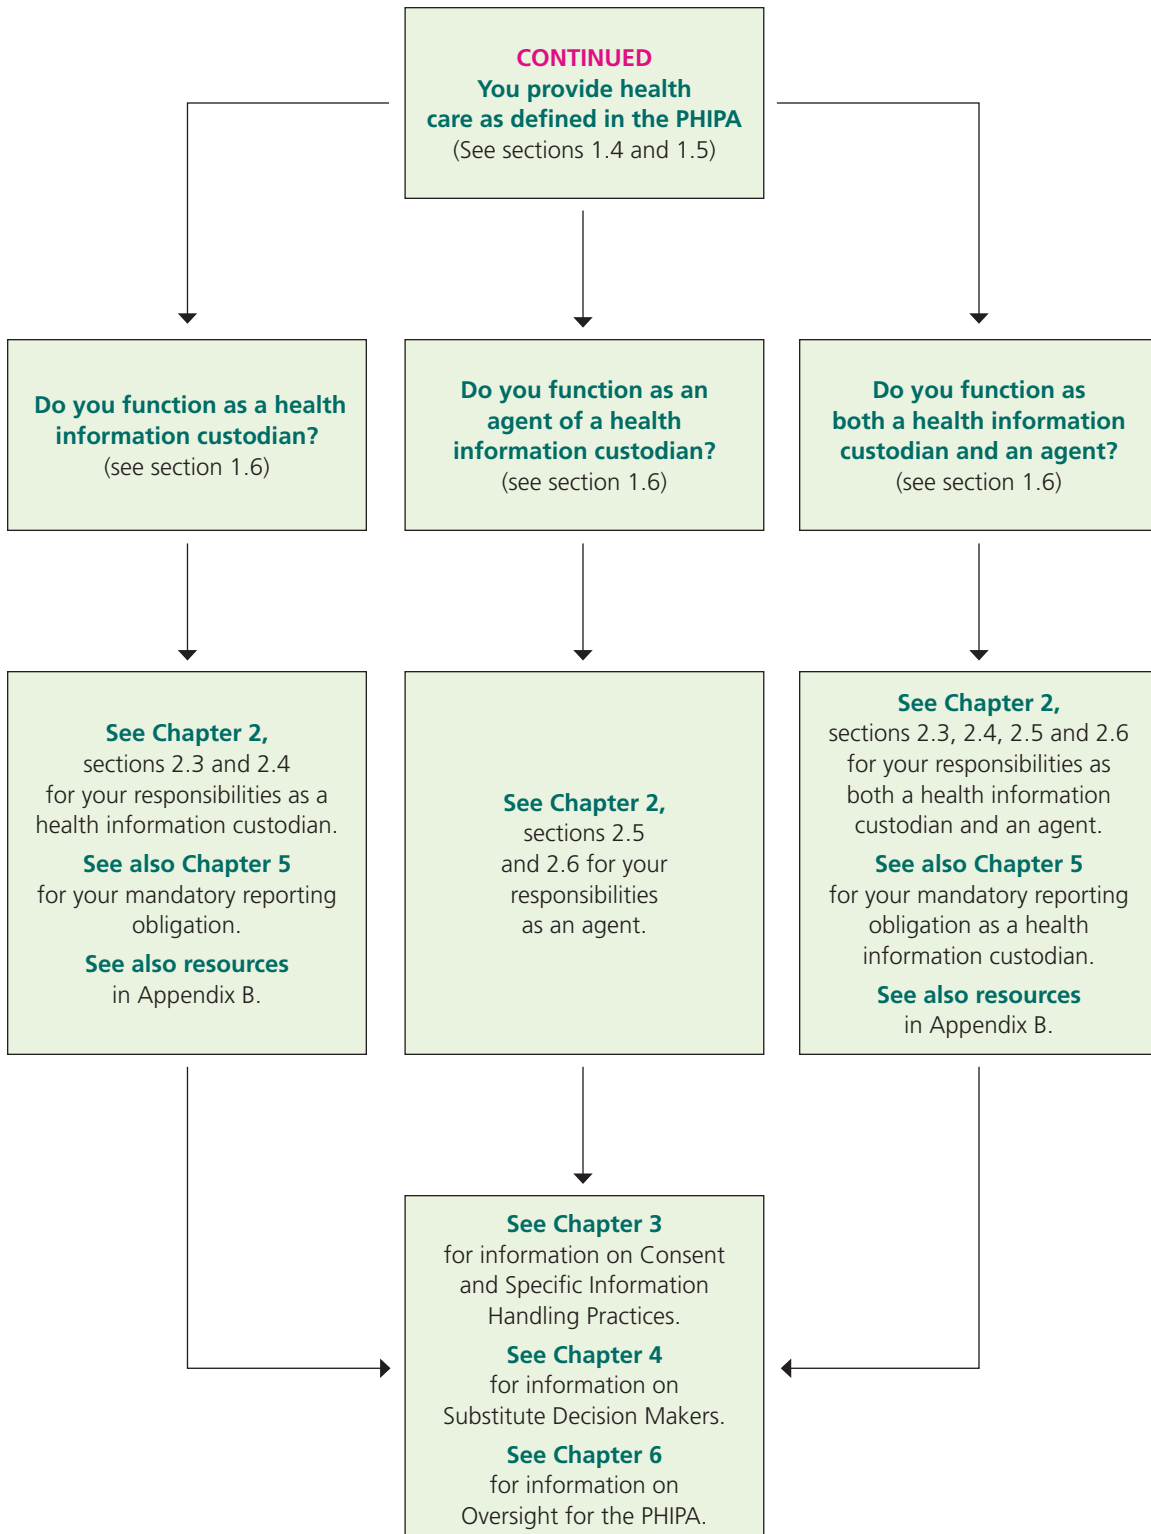 CONTINUED
You provide health
care as defined in the PHIPA
(See sections 1.4 and 1.5)
Do you function as a health
information custodian?
(see section 1.6)
Do you function as an
agent of a health
information custodian?
(see section 1.6)
Do you function as
both a health information
custodian and an agent?
(see section 1.6)
See Chapter 2,
sections 2.3 and 2.4
for your responsibilities as a
health information custodian.
See also Chapter 5
for your mandatory reporting
obligation.
See also resources
in Appendix B.
See Chapter 2,
sections 2.5
and 2.6 for your
responsibilities
as an agent.
See Chapter 2,
sections 2.3, 2.4, 2.5 and 2.6
for your responsibilities as
both a health information
custodian and an agent.
See also Chapter 5
for your mandatory reporting
obligation as a health
information custodian.
See also resources
in Appendix B.
See Chapter 3
for information on Consent
and Specific Information
Handling Practices.
See Chapter 4
for information on
Substitute Decision Makers.
See Chapter 6
for information on
Oversight for the PHIPA.